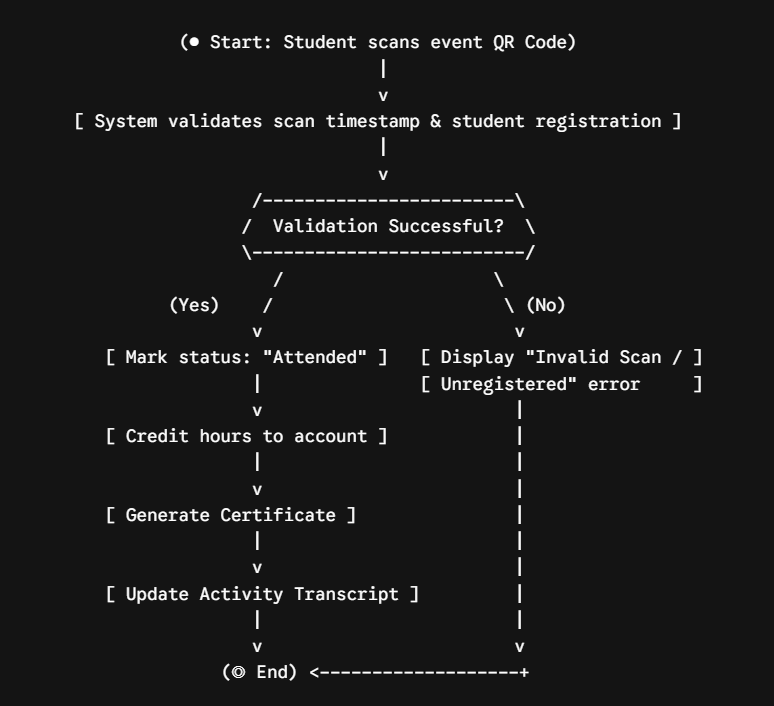 (● Start: Student scans event QR Code)
|
v
[ System validates scan timestamp & student registration ]
|
v
/------------------------\
/  Validation Successful?  \
\--------------------------/
/                    \
(Yes)    /                      \ (No)
v                        v
[ Mark status: "Attended" ]   [ Display "Invalid Scan / ]
|               [ Unregistered" error     ]
v                        |
[ Credit hours to account ]            |
|                        |
v                        |
[ Generate Certificate ]               |
|                        |
v                        |
[ Update Activity Transcript ]         |
|                        |
v                        v
(◎ End) <-------------------+